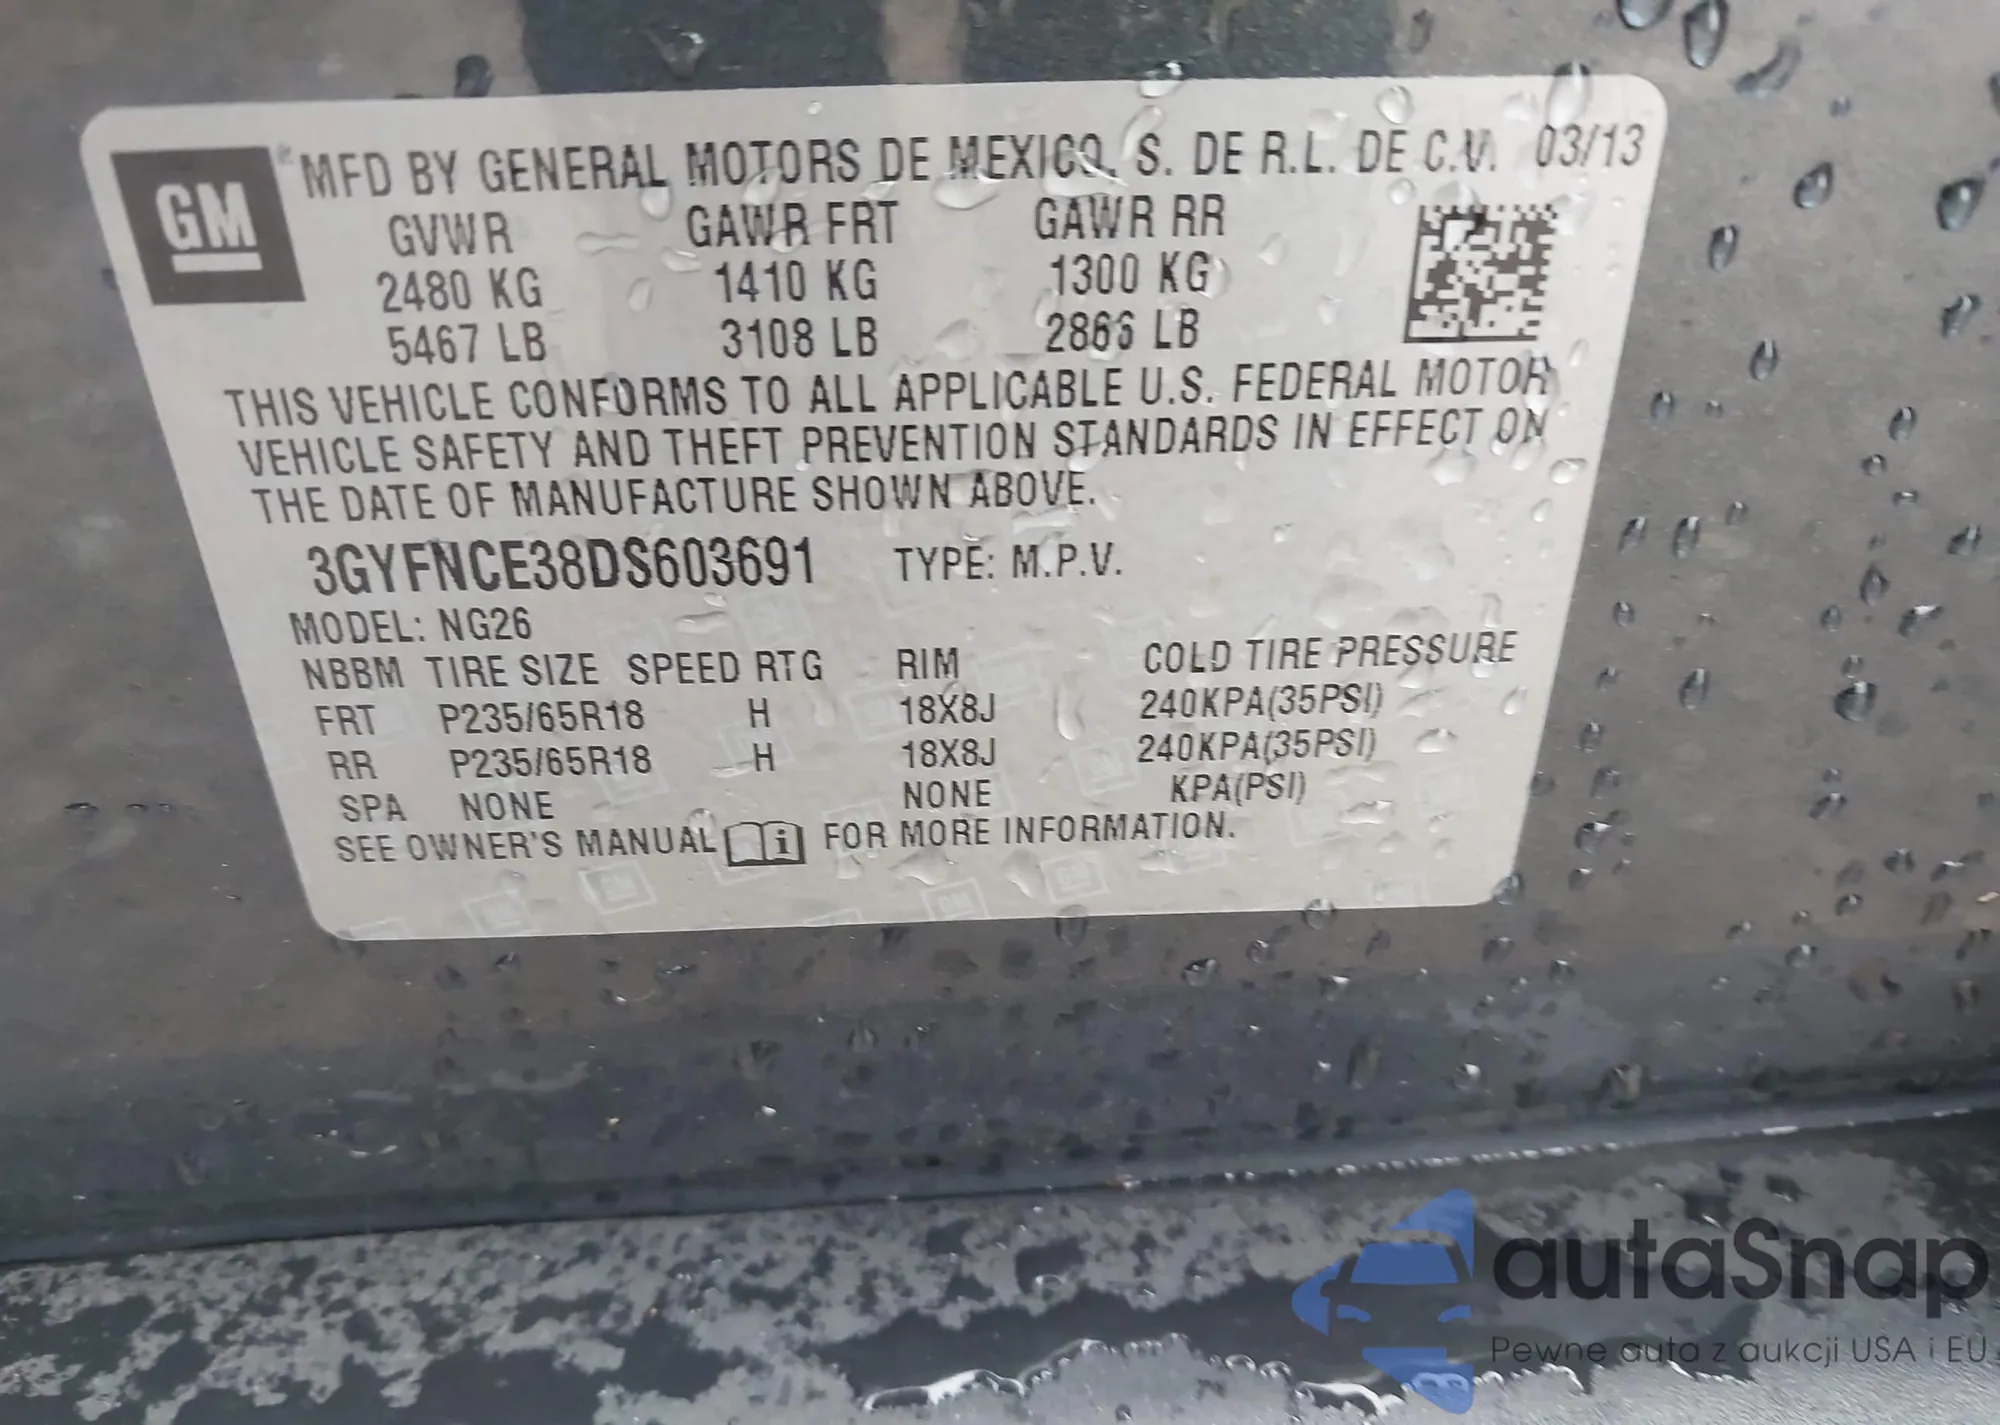 GM
MFD BY GENERAL MOTORS DE MEXICO, S. DE R.L. DE C.V. 03/13
GVWR GAWR FRT GAWR RR
2480 KG 1410 KG 1300 KG
5467 LB 3108 LB 2866 LB
THIS VEHICLE CONFORMS TO ALL APPLICABLE U.S. FEDERAL MOTOR
VEHICLE SAFETY AND THEFT PREVENTION STANDARDS IN EFFECT ON
THE DATE OF MANUFACTURE SHOWN ABOVE.
3GYFNCE38DS603691 TYPE: M.P.V.
MODEL: NG26
NBBM TIRE SIZE SPEED RTG RIM COLD TIRE PRESSURE
FRT P235/65R18 H 18X8J 240KPA(35PSI)
RR P235/65R18 H 18X8J 240KPA(35PSI)
SPA NONE NONE KPA(PSI)
SEE OWNER'S MANUAL i FOR MORE INFORMATION.
autaSnap
Pewne auta z aukcji USA i EU